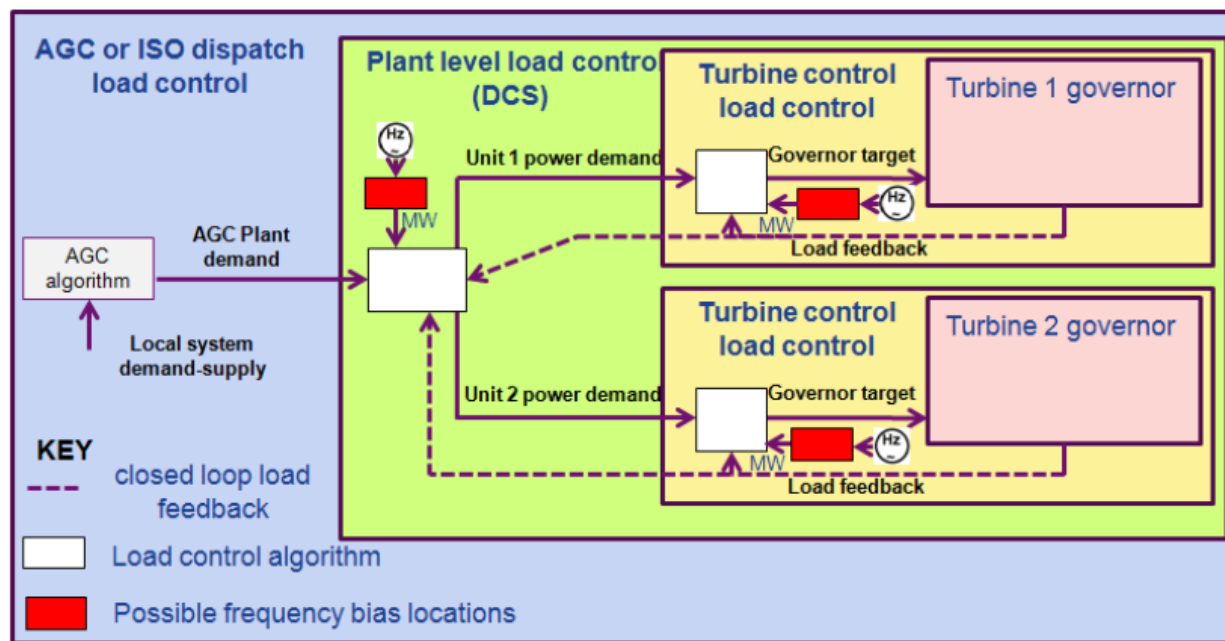 AGC or ISO dispatch
load control
Plant level load control
(DCS)
Turbine control
load control
Turbine 1 governor
Hz
~
Unit 1 power demand
Governor target
MW
Hz
~
MW
Load feedback
AGC Plant
demand
AGC
algorithm
Local system
demand-supply
Turbine control
load control
Turbine 2 governor
Unit 2 power demand
Governor target
Hz
~
MW
Load feedback
KEY
closed loop load
feedback
Load control algorithm
Possible frequency bias locations